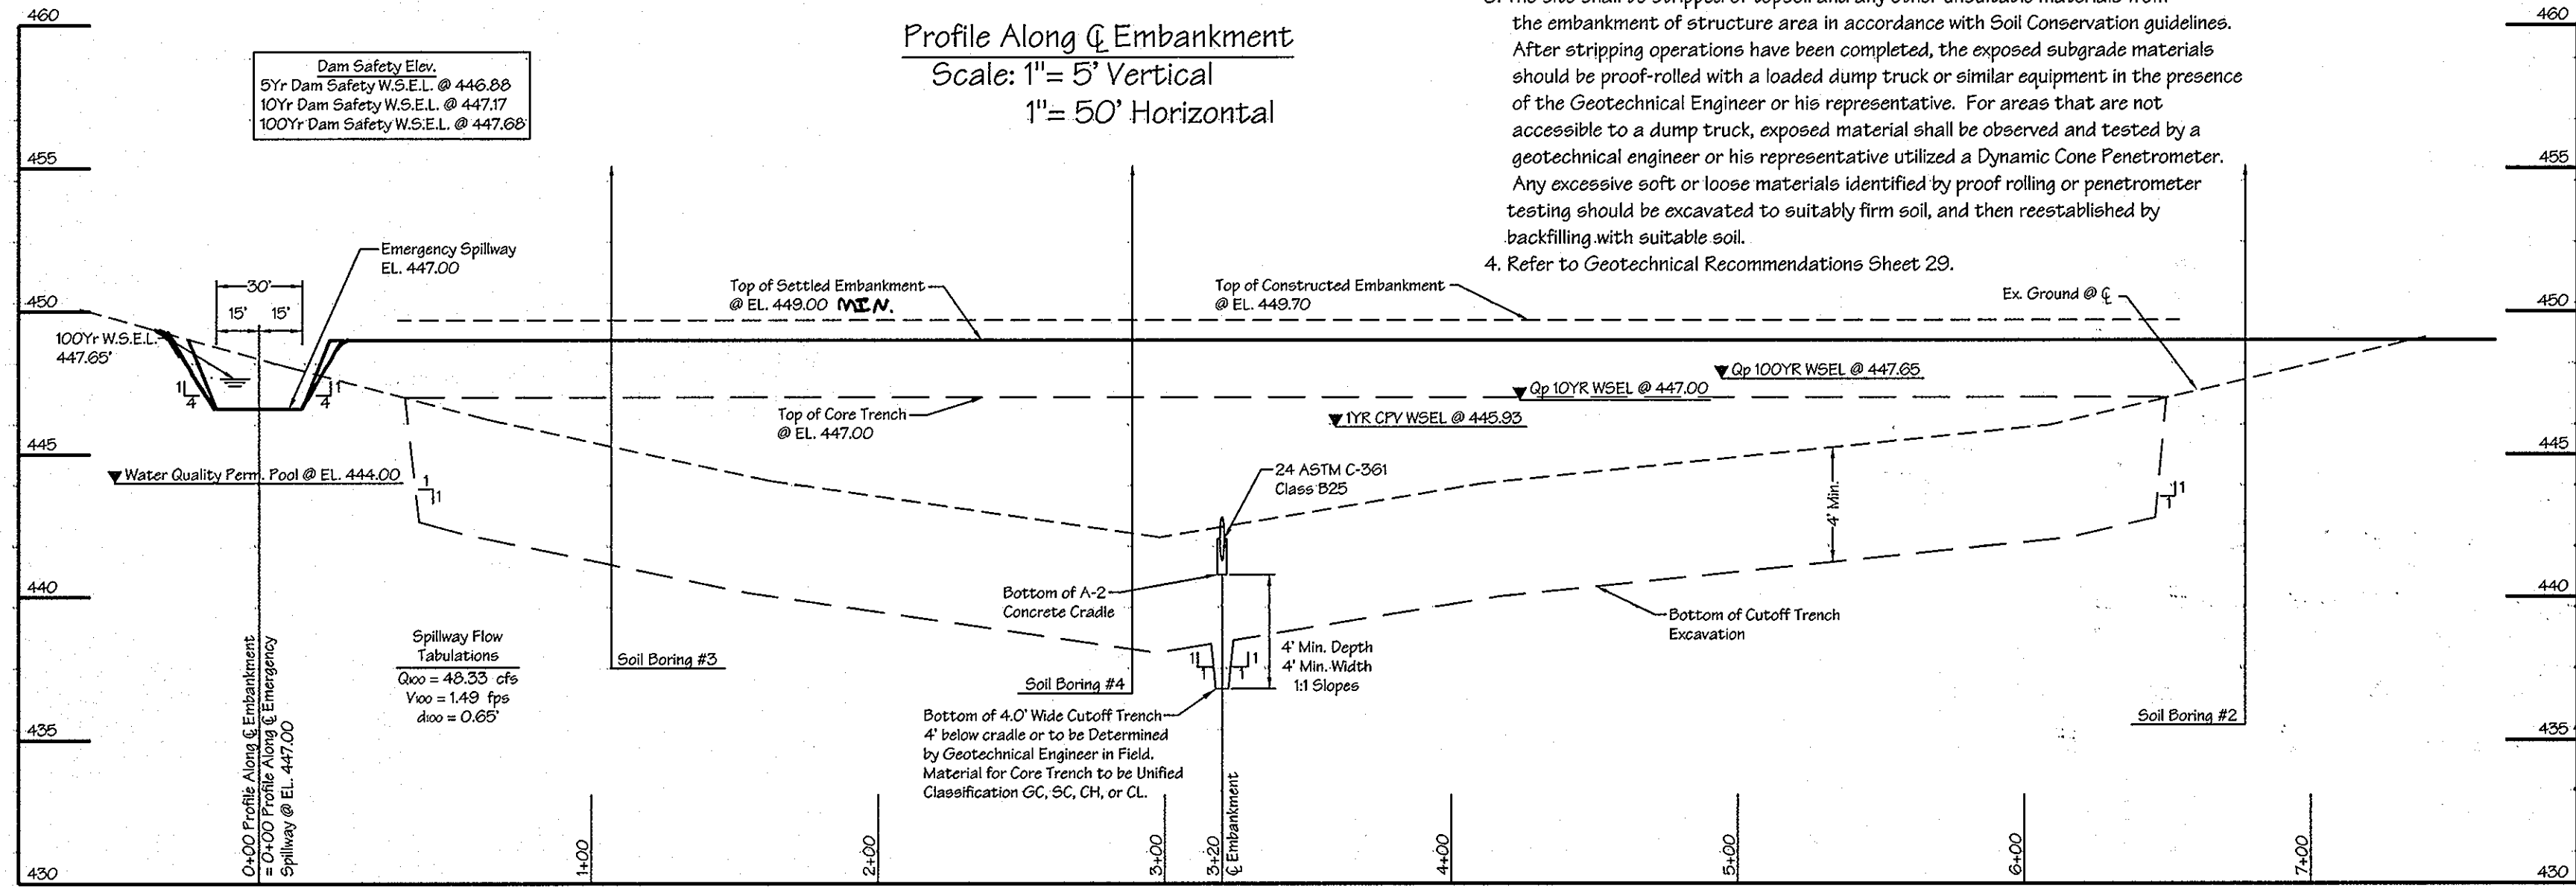 460
Profile Along ℄ Embankment
Scale: 1"= 5' Vertical
1"= 50' Horizontal
Dam Safety Elev.
5Yr Dam Safety W.S.E.L. @ 446.88
10Yr Dam Safety W.S.E.L. @ 447.17
100Yr Dam Safety W.S.E.L. @ 447.68
the embankment of structure area in accordance with Soil Conservation guidelines.
After stripping operations have been completed, the exposed subgrade materials
should be proof-rolled with a loaded dump truck or similar equipment in the presence
of the Geotechnical Engineer or his representative. For areas that are not
accessible to a dump truck, exposed material shall be observed and tested by a
geotechnical engineer or his representative utilized a Dynamic Cone Penetrometer.
Any excessive soft or loose materials identified by proof rolling or penetrometer
testing should be excavated to suitably firm soil, and then reestablished by
backfilling with suitable soil.
4. Refer to Geotechnical Recommendations Sheet 29.
460
455
455
Emergency Spillway
EL. 447.00
30'
15' 15'
450
450
Top of Settled Embankment
@ EL. 449.00 MIN.
Top of Constructed Embankment
@ EL. 449.70
Ex. Ground @ ℄
100Yr W.S.E.L.
447.65'
1
4
1
4
Qp 100YR WSEL @ 447.65
Qp 10YR WSEL @ 447.00
1YR CPV WSEL @ 445.93
Top of Core Trench
@ EL. 447.00
445
445
Water Quality Perm. Pool @ EL. 444.00
1
1
24 ASTM C-361
Class B25
4' Min.
1
1
440
440
Bottom of A-2
Concrete Cradle
Bottom of Cutoff Trench
Excavation
4' Min. Depth
4' Min. Width
1:1 Slopes
1
1
1
1
Spillway Flow
Tabulations
Q100 = 48.33 cfs
V100 = 1.49 fps
d100 = 0.65'
Soil Boring #3
Soil Boring #4
Soil Boring #2
Bottom of 4.0' Wide Cutoff Trench
4' below cradle or to be Determined
by Geotechnical Engineer in Field.
Material for Core Trench to be Unified
Classification GC, SC, CH, or CL.
435
435
0+00 Profile Along ℄ Embankment
= 0+00 Profile Along ℄ Emergency
Spillway @ EL. 447.00
1+00
2+00
3+00
3+20
℄ Embankment
4+00
5+00
6+00
7+00
430
430